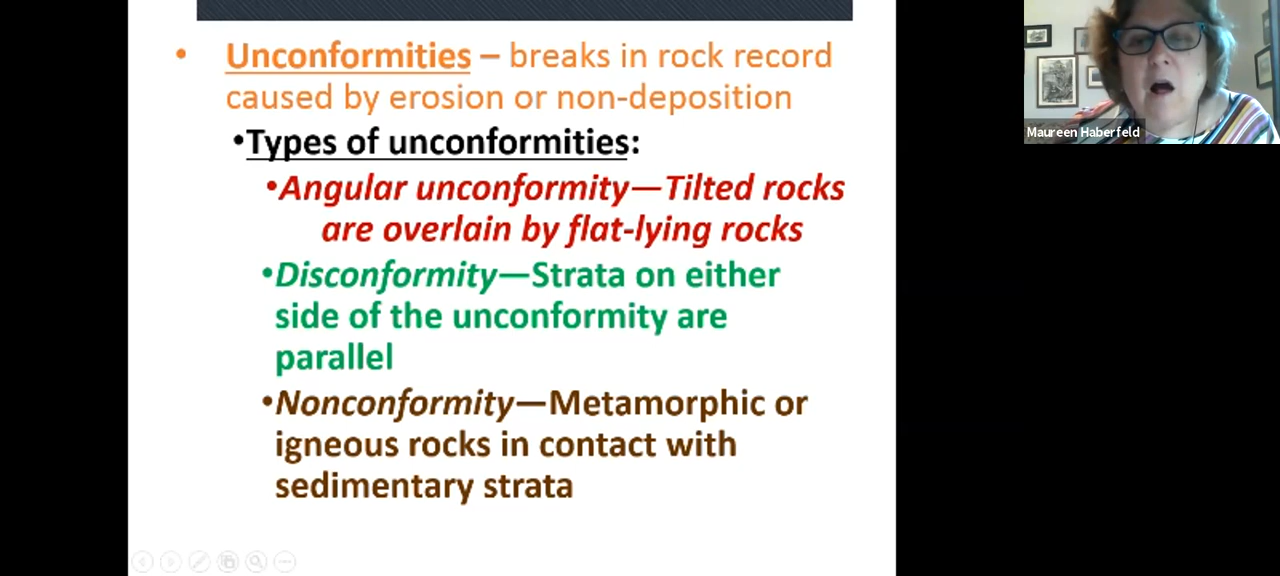 • Unconformities – breaks in rock record
caused by erosion or non-deposition
•Types of unconformities:
•Angular unconformity—Tilted rocks
are overlain by flat-lying rocks
•Disconformity—Strata on either
side of the unconformity are
parallel
•Nonconformity—Metamorphic or
igneous rocks in contact with
sedimentary strata
Maureen Haberfeld